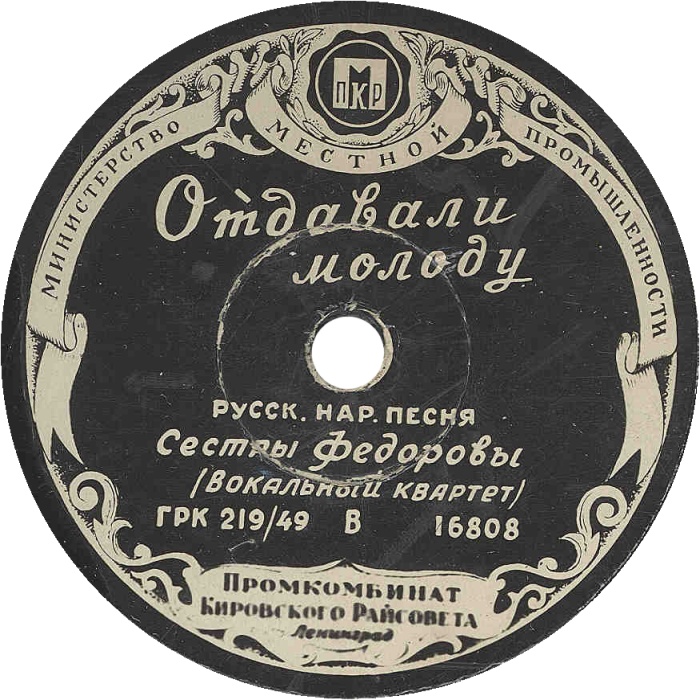 МПКР
МИНИСТЕРСТВО МЕСТНОЙ ПРОМЫШЛЕННОСТИ
Отдавали
молоду
РУССК. НАР. ПЕСНЯ
Сестры Федоровы
(ВОКАЛЬНЫЙ КВАРТЕТ)
ГРК 219/49 В 16808
ПРОМКОМБИНАТ
КИРОВСКОГО РАЙСОВЕТА
Ленинград